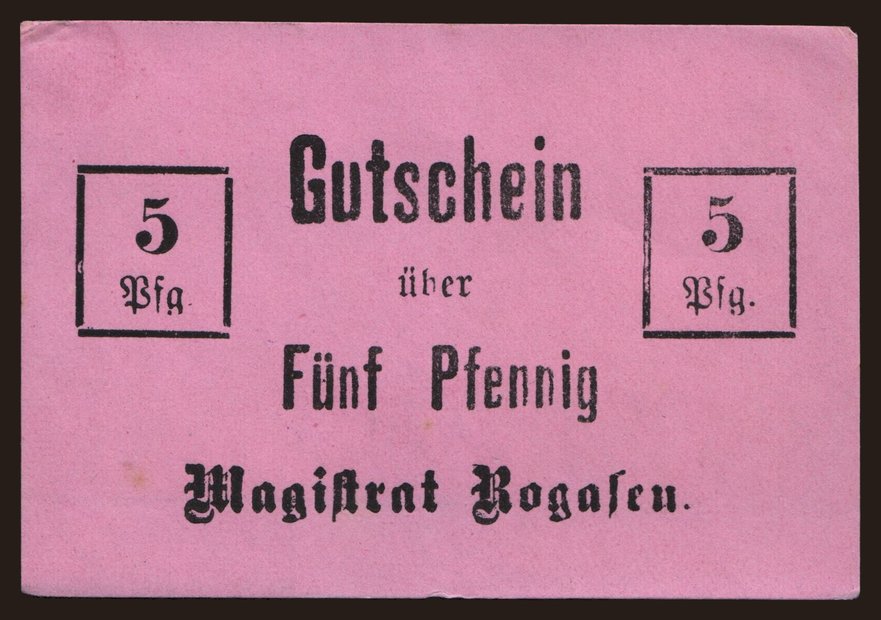 Gutschein
5
Pfg.
über
5
Pfg.
Fünf Pfennig
Magiſtrat Rogaſen.